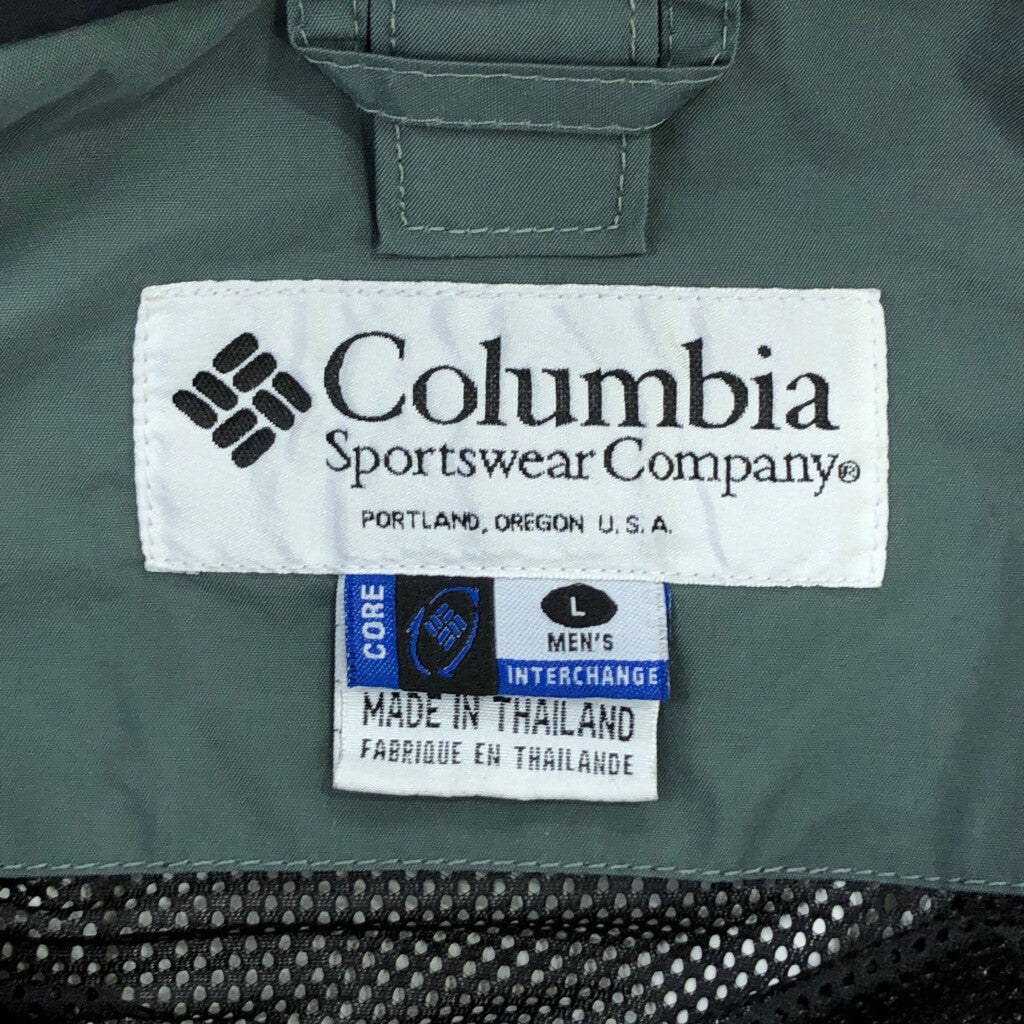 Columbia
Sportswear Company®
PORTLAND, OREGON U.S.A.
CORE
L
MEN'S
INTERCHANGE
MADE IN THAILAND
FABRIQUE EN THAILANDE